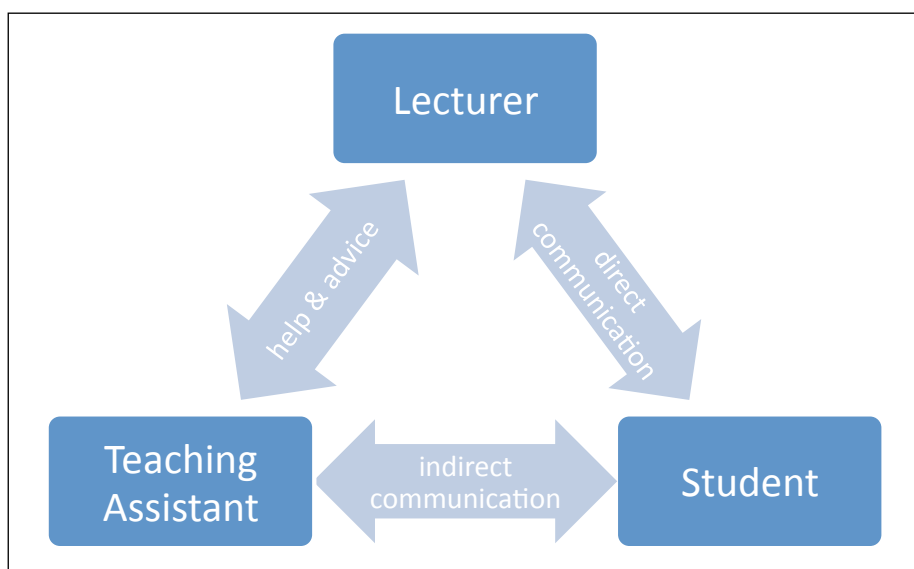 Lecturer
help & advice
direct
communication
Teaching
Assistant
indirect
communication
Student